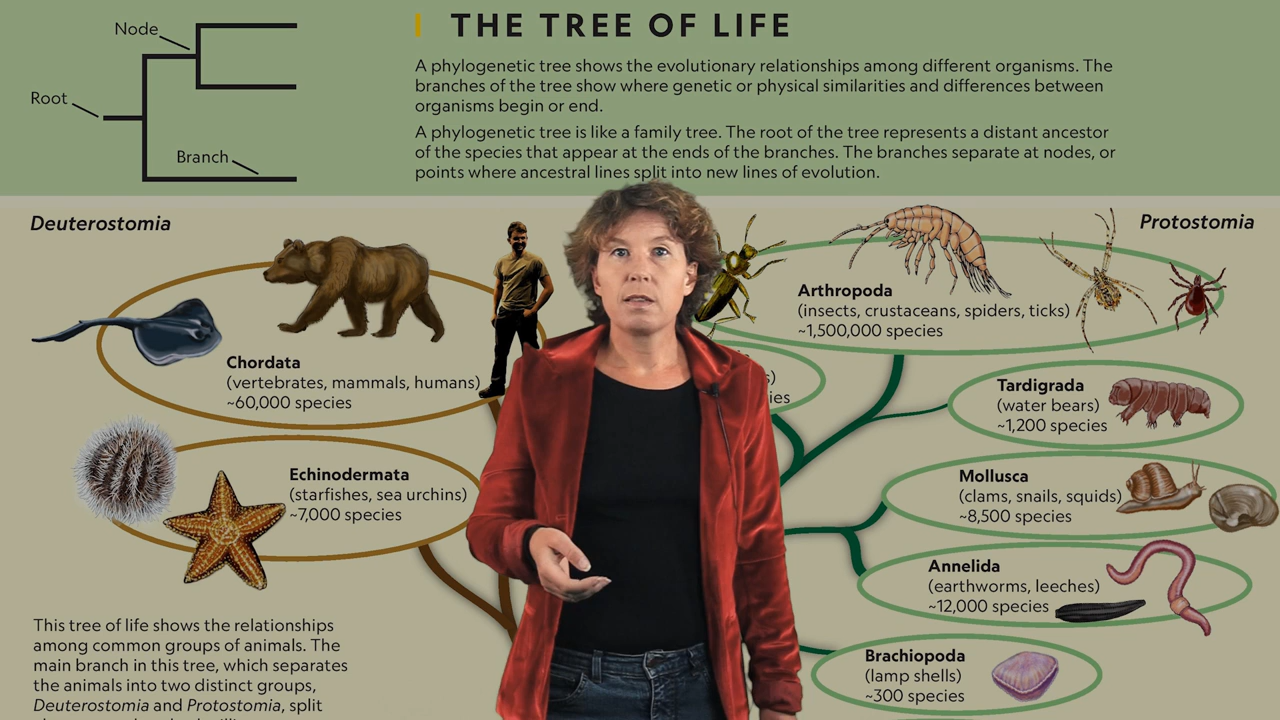 Node
Root
Branch
THE TREE OF LIFE
A phylogenetic tree shows the evolutionary relationships among different organisms. The
branches of the tree show where genetic or physical similarities and differences between
organisms begin or end.
A phylogenetic tree is like a family tree. The root of the tree represents a distant ancestor
of the species that appear at the ends of the branches. The branches separate at nodes, or
points where ancestral lines split into new lines of evolution.
Deuterostomia
Protostomia
Chordata
(vertebrates, mammals, humans)
~60,000 species
Echinodermata
(starfishes, sea urchins)
~7,000 species
Arthropoda
(insects, crustaceans, spiders, ticks)
~1,500,000 species
Tardigrada
(water bears)
~1,200 species
Mollusca
(clams, snails, squids)
~8,500 species
Annelida
(earthworms, leeches)
~12,000 species
Brachiopoda
(lamp shells)
~300 species
This tree of life shows the relationships
among common groups of animals. The
main branch in this tree, which separates
the animals into two distinct groups,
Deuterostomia and Protostomia, split